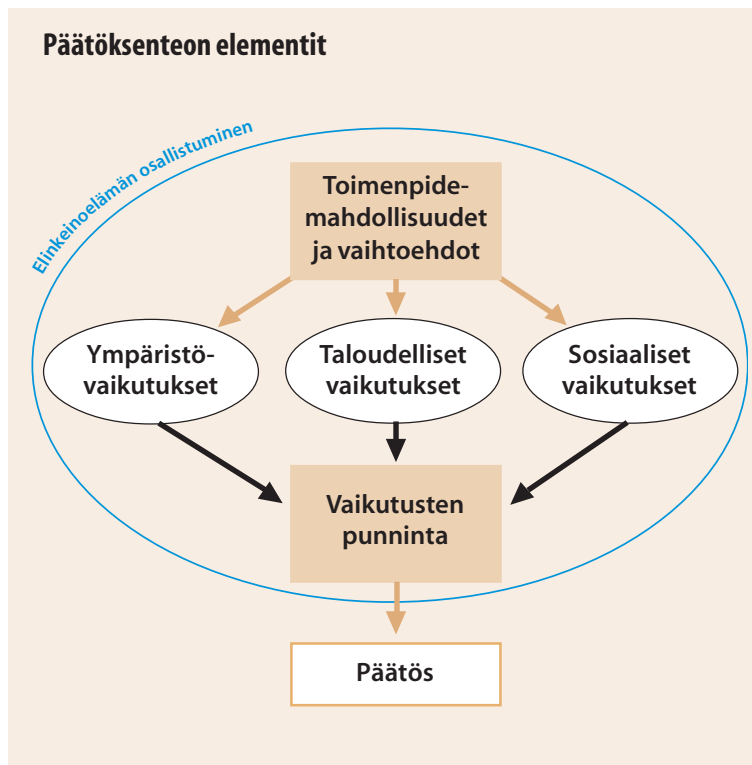 Päätöksenteon elementit
Elinkeinoelämän osallistuminen
Toimenpide-
mahdollisuudet
ja vaihtoehdot
Ympäristö-
vaikutukset
Taloudelliset
vaikutukset
Sosiaaliset
vaikutukset
Vaikutusten
punninta
Päätös